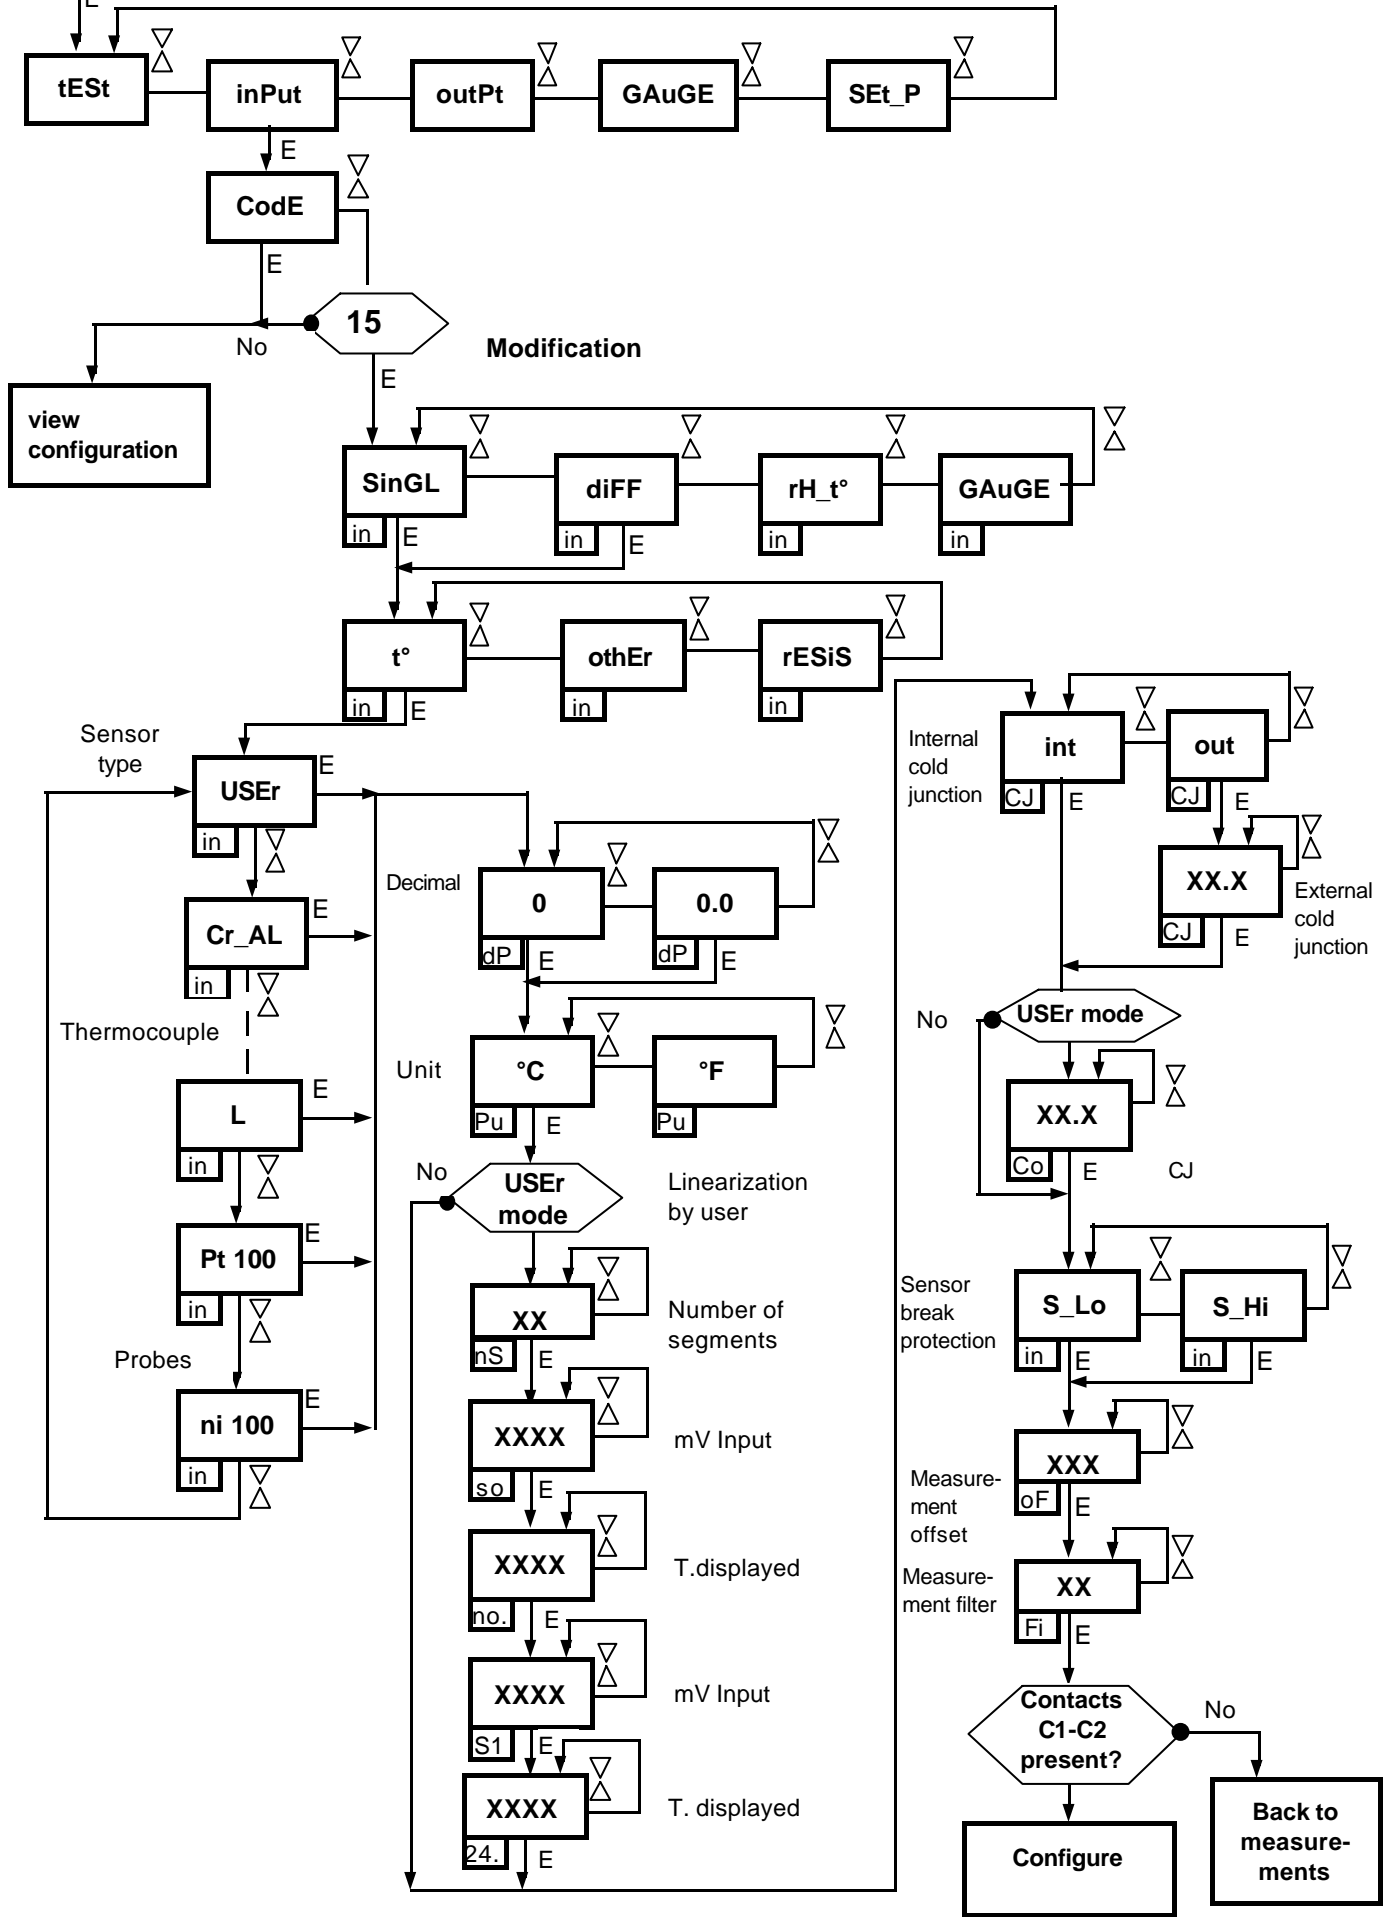 E
tESt
inPut
outPt
GAuGE
SEt_P
E
CodE
E
15
No
Modification
E
view
configuration
SinGL
in
E
diFF
in
E
rH_t°
in
GAuGE
in
t°
in
E
othEr
in
rESiS
in
Sensor
type
USEr
E
in
Cr_AL
E
in
Thermocouple
L
E
in
Pt 100
E
in
Probes
ni 100
E
in
Decimal
0
dP
E
0.0
dP
E
Unit
°C
Pu
E
°F
Pu
No
USEr
mode
Linearization
by user
XX
nS
E
Number of
segments
XXXX
so
E
mV Input
XXXX
no.
E
T.displayed
XXXX
S1
E
mV Input
XXXX
24.
E
T. displayed
Internal
cold
junction
int
CJ
E
out
CJ
E
XX.X
CJ
E
External
cold
junction
No
USEr mode
XX.X
Co
E
CJ
Sensor
break
protection
S_Lo
in
E
S_Hi
in
E
Measure-
ment
offset
XXX
oF
E
Measure-
ment filter
XX
Fi
E
Contacts
C1-C2
present?
No
Configure
Back to
measure-
ments